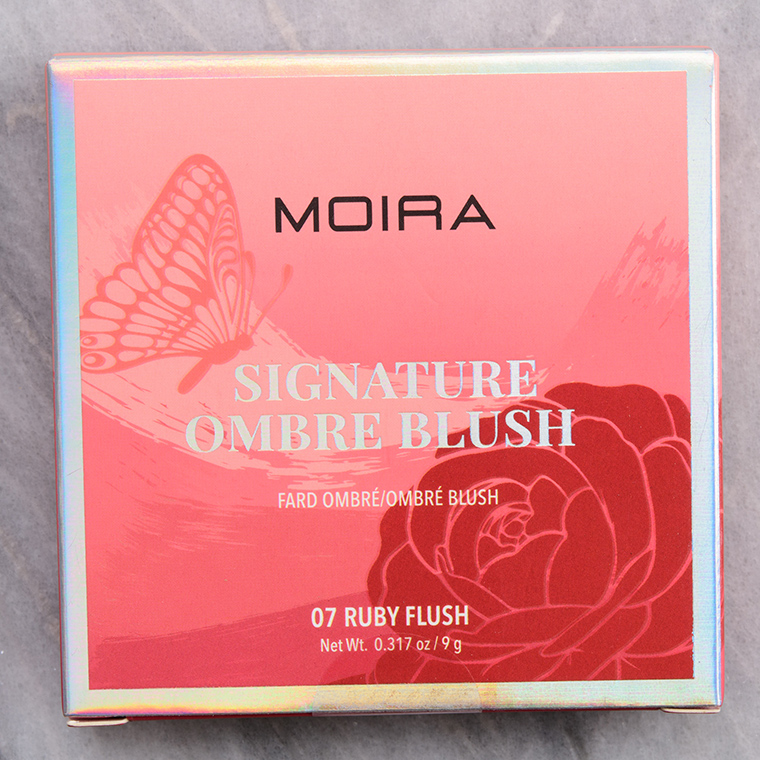 MOIRA
SIGNATURE
OMBRE BLUSH
FARD OMBRÉ/OMBRÉ BLUSH
07 RUBY FLUSH
Net Wt. 0.317 oz / 9 g